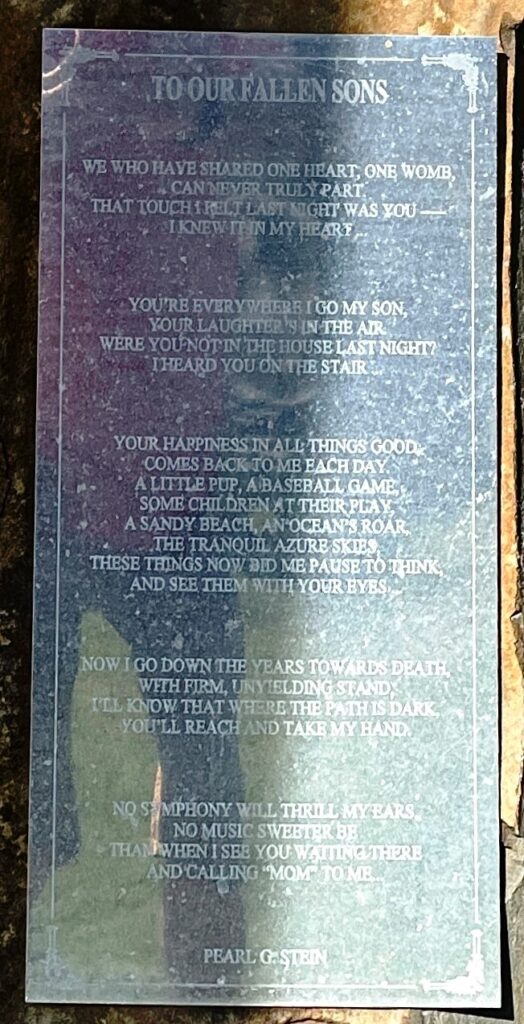 TO OUR FALLEN SONS
WE WHO HAVE SHARED ONE HEART, ONE WOMB,
CAN NEVER TRULY PART.
THAT TOUCH I FELT LAST NIGHT WAS YOU —
I KNEW IT IN MY HEART...
YOU'RE EVERYWHERE I GO MY SON,
YOUR LAUGHTER'S IN THE AIR.
WERE YOU NOT IN THE HOUSE LAST NIGHT?
I HEARD YOU ON THE STAIR...
YOUR HAPPINESS IN ALL THINGS GOOD,
COMES BACK TO ME EACH DAY.
A LITTLE PUP, A BASEBALL GAME,
SOME CHILDREN AT THEIR PLAY.
A SANDY BEACH, AN OCEAN'S ROAR,
THE TRANQUIL AZURE SKIES,
THESE THINGS NOW BID ME PAUSE TO THINK,
AND SEE THEM WITH YOUR EYES...
NOW I GO DOWN THE YEARS TOWARDS DEATH,
WITH FIRM, UNYIELDING STAND;
I'LL KNOW THAT WHERE THE PATH IS DARK,
YOU'LL REACH AND TAKE MY HAND.
NO SYMPHONY WILL THRILL MY EARS,
NO MUSIC SWEETER BE
THAN WHEN I SEE YOU WAITING THERE
AND CALLING "MOM" TO ME...
PEARL G. STEIN